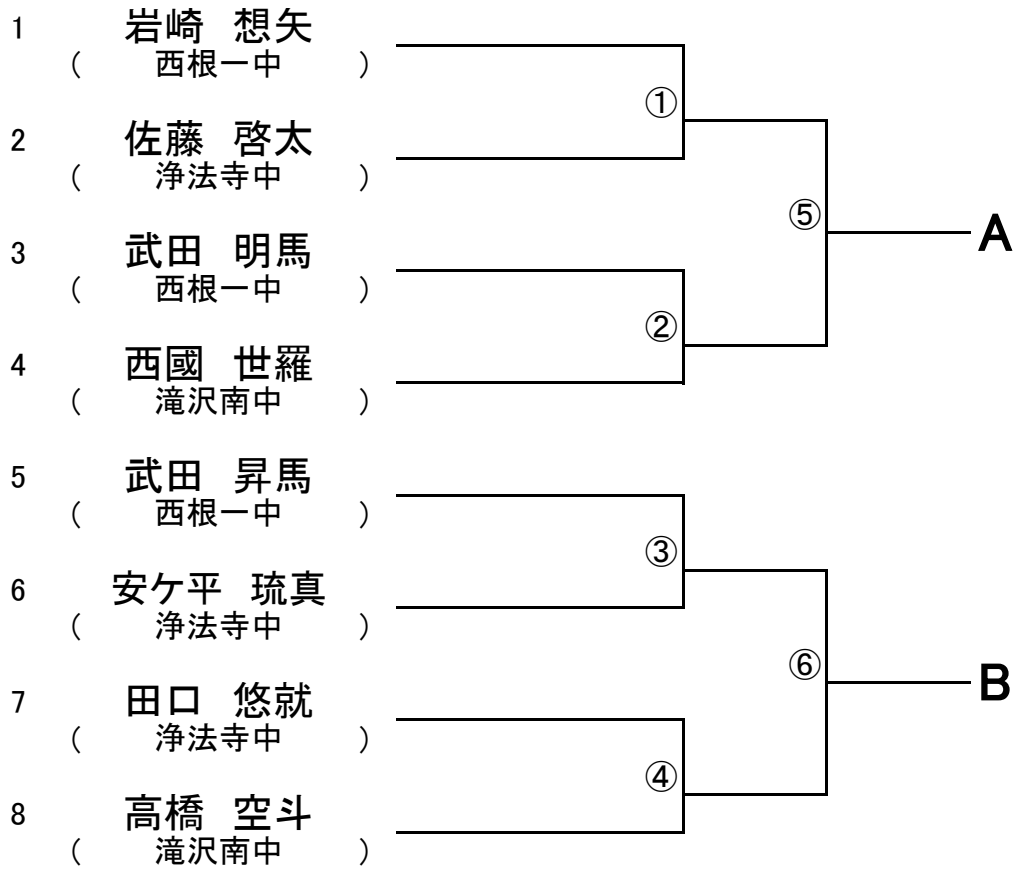 1 岩崎 想矢
( 西根一中 )
①
2 佐藤 啓太
( 浄法寺中 )
⑤
A
3 武田 明馬
( 西根一中 )
②
4 西國 世羅
( 滝沢南中 )
5 武田 昇馬
( 西根一中 )
③
6 安ケ平 琉真
( 浄法寺中 )
⑥
B
7 田口 悠就
( 浄法寺中 )
④
8 高橋 空斗
( 滝沢南中 )